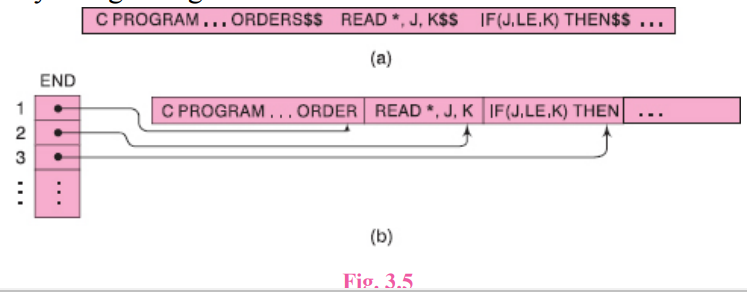 C PROGRAM... ORDERS$$ READ *, J, K$$ IF(J,LE,K) THEN$$ ...
(a)
END
1 C PROGRAM... ORDER READ *, J, K IF(J,LE,K) THEN ...
2
3
(b)
Fig. 3.5